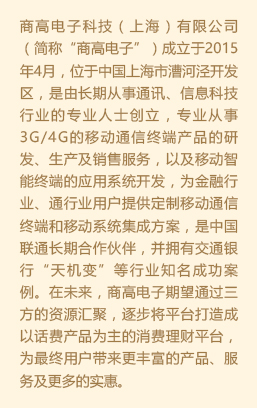 商高电子科技（上海）有限公司
（简称“商高电子”）成立于2015
年4月，位于中国上海市漕河泾开发
区，是由长期从事通讯、信息科技
行业的专业人士创立，专业从事
3G/4G的移动通信终端产品的研
发、生产及销售服务，以及移动智
能终端的应用系统开发，为金融行
业、通行业用户提供定制移动通信
终端和移动系统集成方案，是中国
联通长期合作伙伴，并拥有交通银
行“天机变”等行业知名成功案
例。在未来，商高电子期望通过三
方的资源汇聚，逐步将平台打造成
以话费产品为主的消费理财平台，
为最终用户带来更丰富的产品、服
务及更多的实惠。